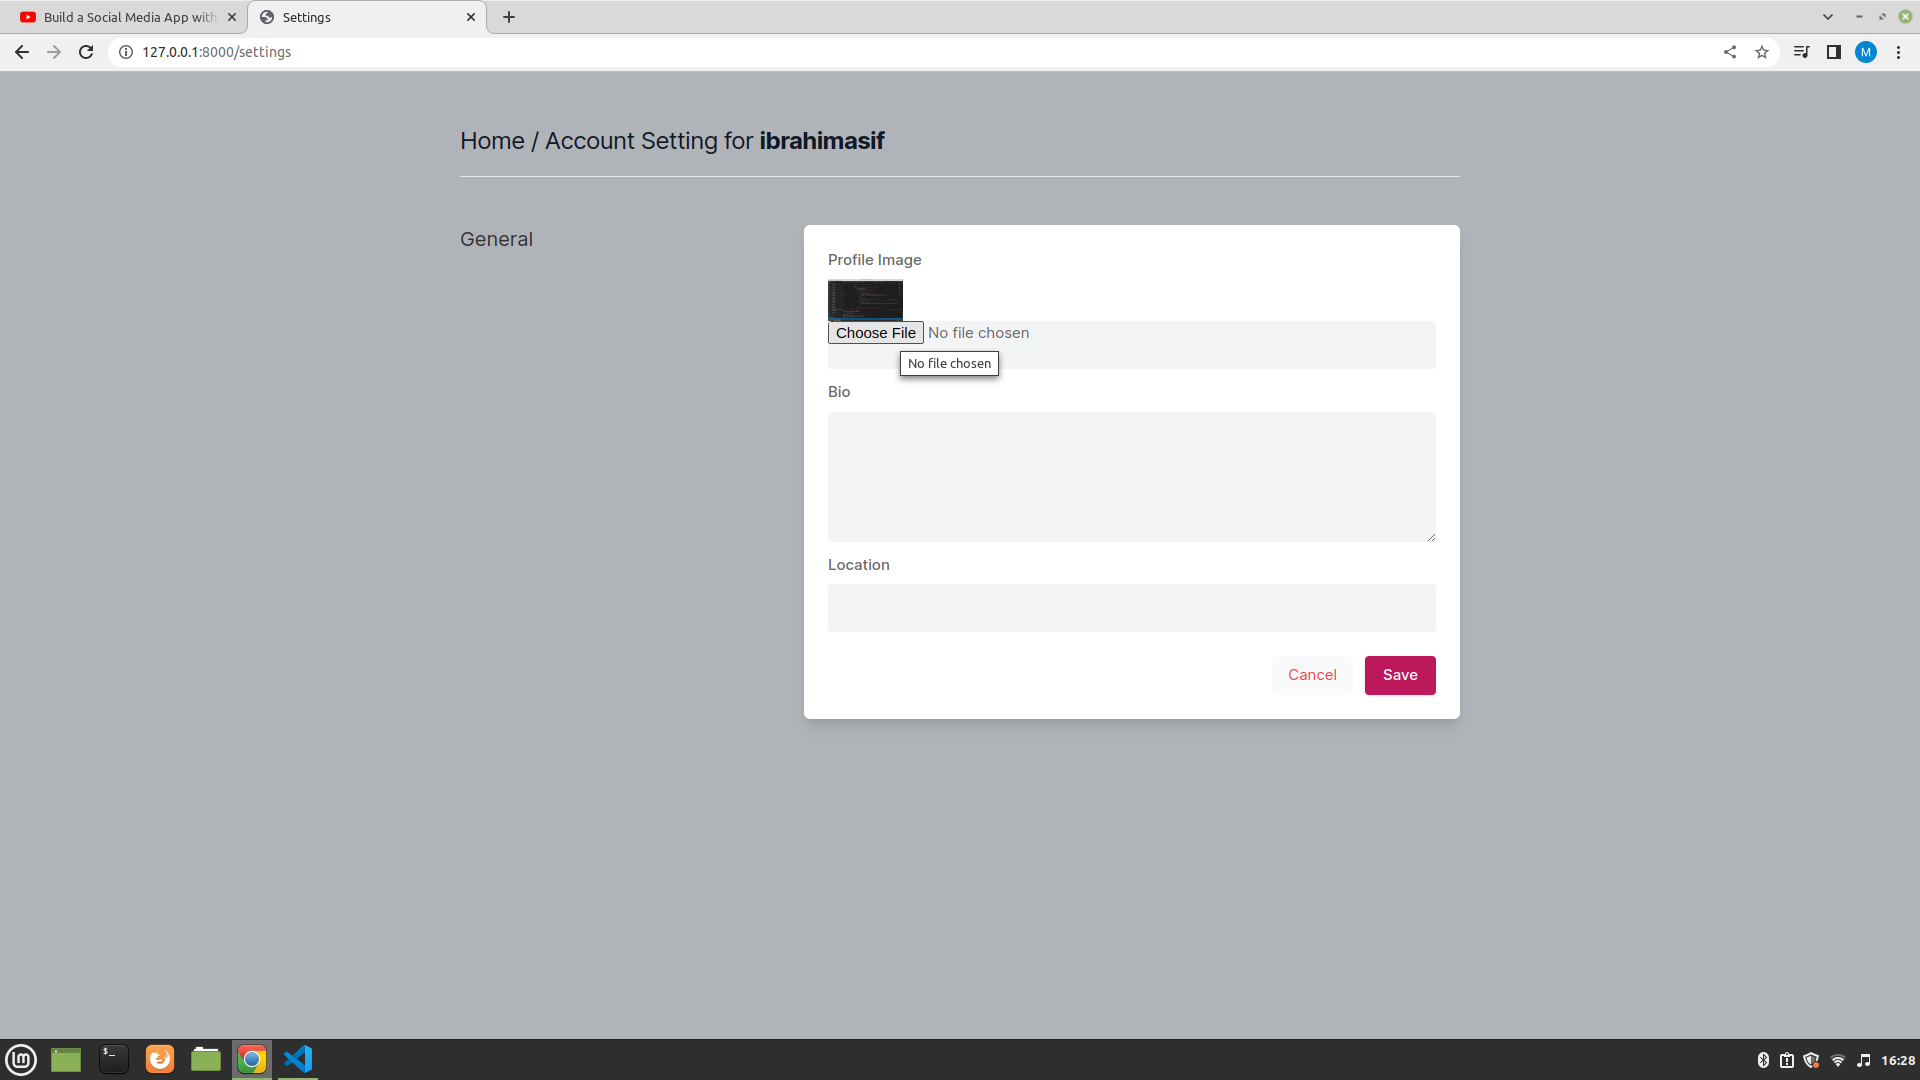 Build a Social Media App with
Settings
127.0.0.1:8000/settings
M
Home / Account Setting for ibrahimasif
General
Profile Image
Choose File No file chosen
No file chosen
Bio
Location
Cancel
Save
16:28